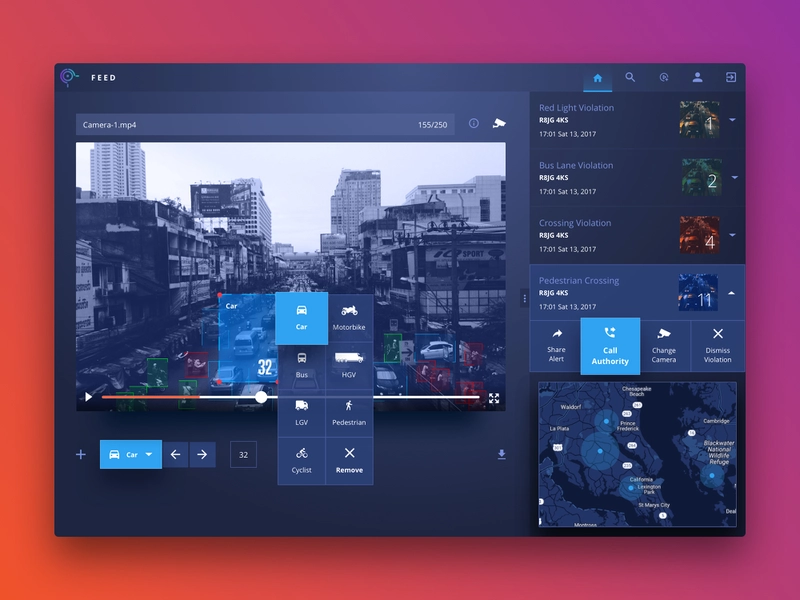 FEED
Camera-1.mp4
155/250
Car
32
Car
Motorbike
Bus
HGV
LGV
Pedestrian
Cyclist
Remove
Car
32
Red Light Violation
R8JG 4KS
17:01 Sat 13, 2017
1
Bus Lane Violation
R8JG 4KS
17:01 Sat 13, 2017
2
Crossing Violation
R8JG 4KS
17:01 Sat 13, 2017
4
Pedestrian Crossing
R8JG 4KS
17:01 Sat 13, 2017
11
Share
Alert
Call
Authority
Change
Camera
Dismiss
Violation
Chesapeake
Beach
Waldorf
La Plata
Prince
Frederick
Cambridge
Blackwater
National
Wildlife
Refuge
California
Lexington
Park
St Marys City
Montross
Deal